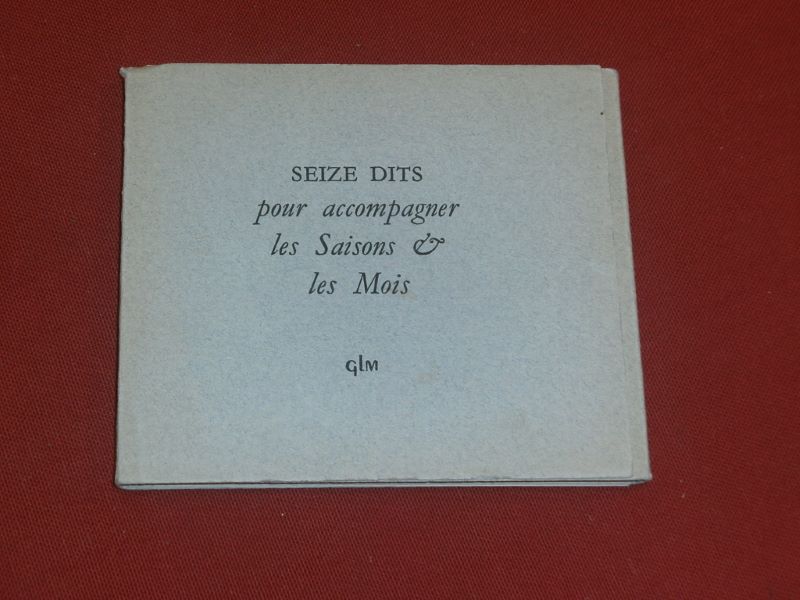 SEIZE DITS
pour accompagner
les Saisons &
les Mois
GLM